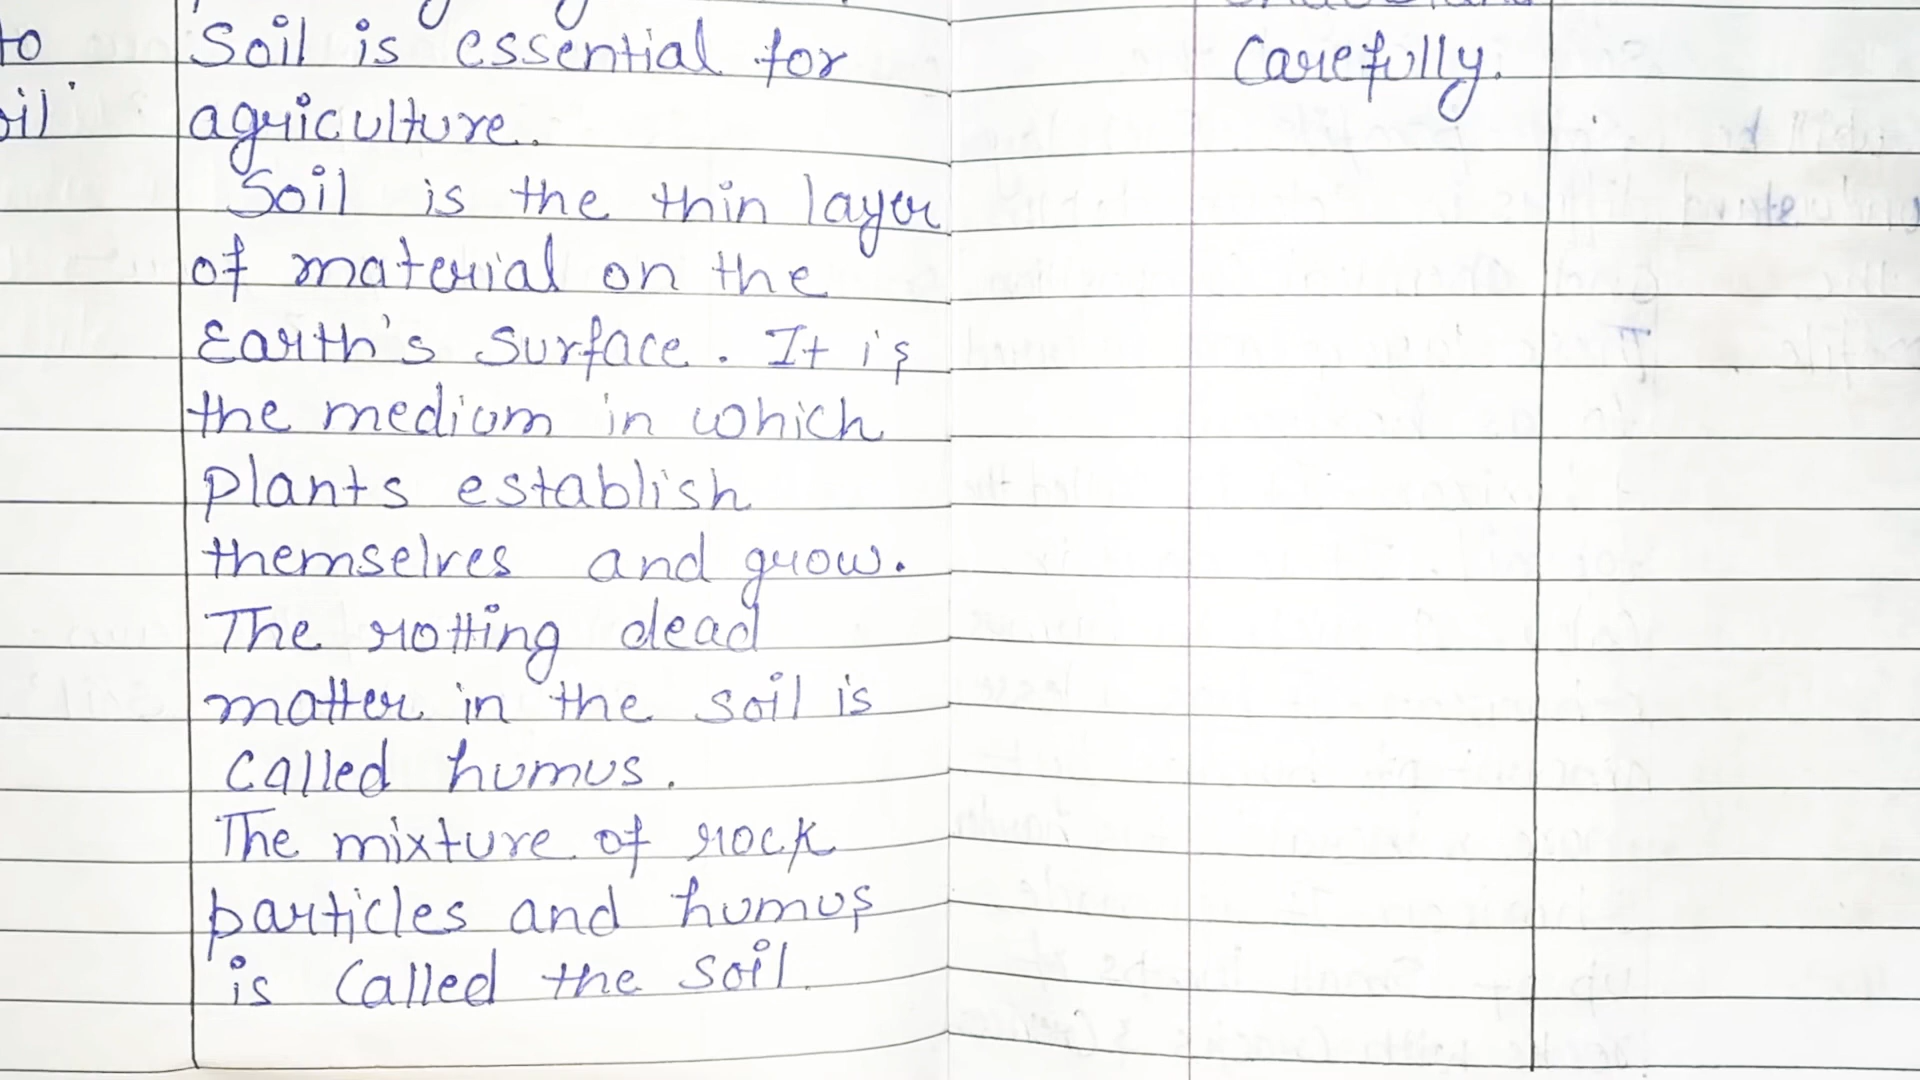 to
oil
Soil is essential for
agriculture.
Soil is the thin layer
of material on the
Earth's surface. It is
the medium in which
plants establish
themselves and grow.
The rotting dead
matter in the soil is
called humus.
The mixture of rock
particles and humus
is called the soil.
Carefully.